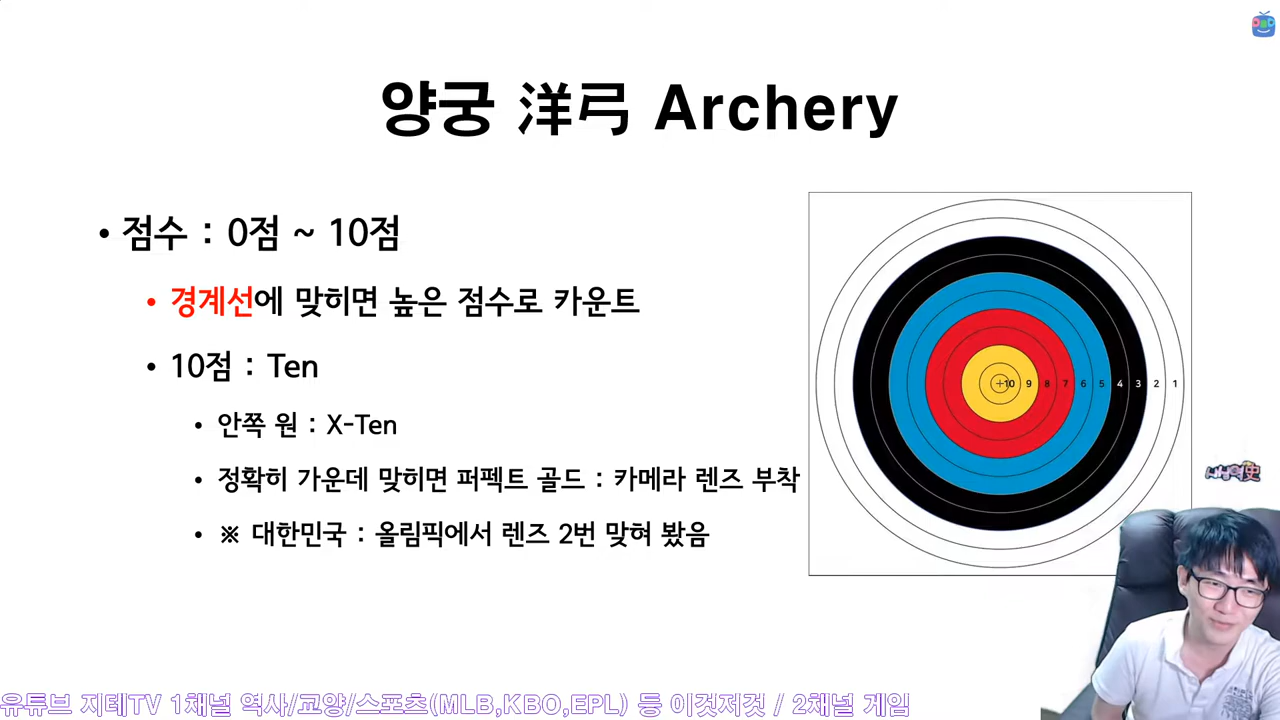 양궁 洋弓 Archery
• 점수 : 0점 ~ 10점
• 경계선에 맞히면 높은 점수로 카운트
• 10점 : Ten
• 안쪽 원 : X-Ten
• 정확히 가운데 맞히면 퍼펙트 골드 : 카메라 렌즈 부착
• ※ 대한민국 : 올림픽에서 렌즈 2번 맞혀 봤음
10 9 8 7 6 5 4 3 2 1
유튜브 지테TV 1채널 역사/교양/스포츠(MLB,KBO,EPL) 등 이것저것 / 2채널 게임